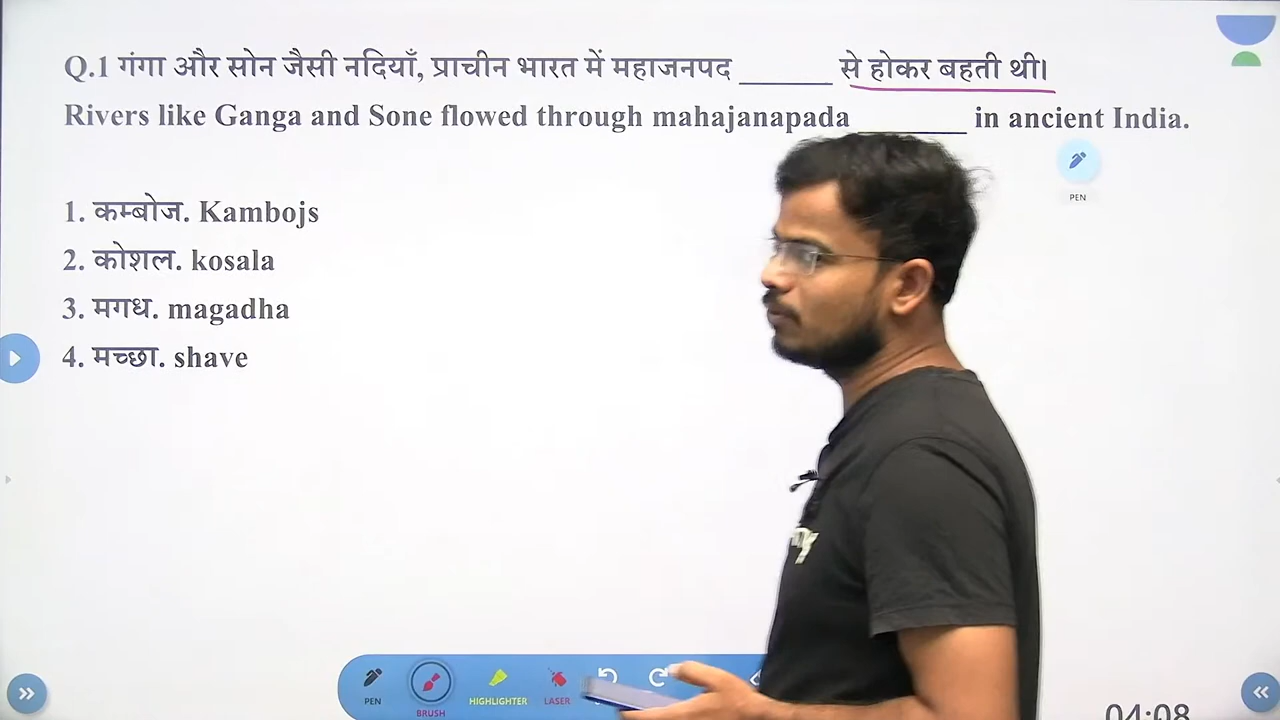 Q.1 गंगा और सोन जैसी नदियाँ, प्राचीन भारत में महाजनपद ________ से होकर बहती थी।
Rivers like Ganga and Sone flowed through mahajanapada ________ in ancient India.
PEN
1. कम्बोज. Kambojs
2. कोशल. kosala
3. मगध. magadha
4. मच्छा. shave
PEN
BRUSH
HIGHLIGHTER
LASER
04:08